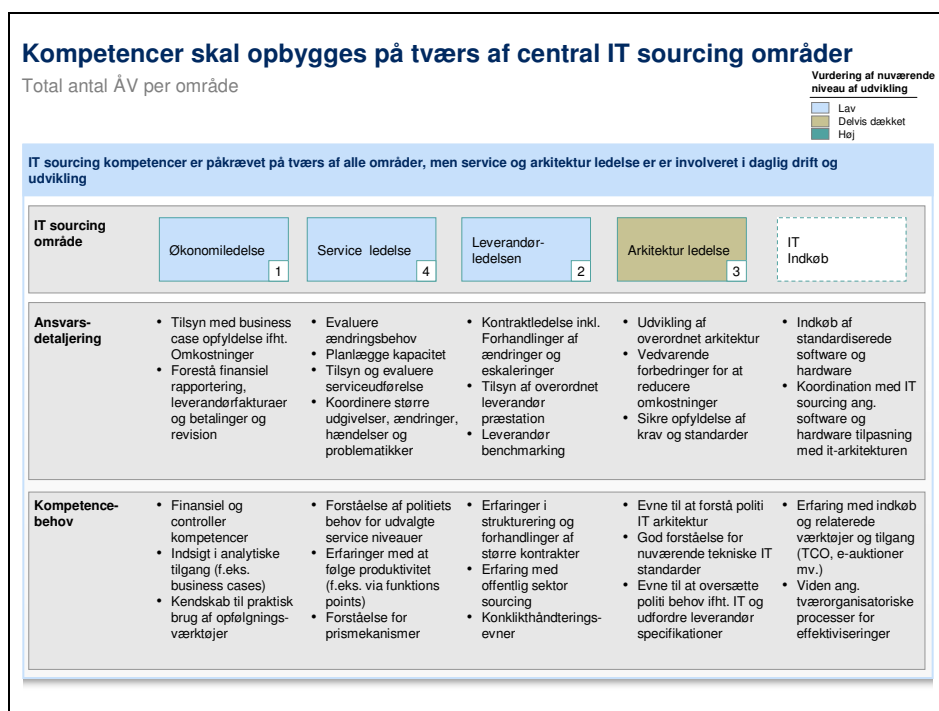 Kompetencer skal opbygges på tværs af central IT sourcing områder
Total antal ÅV per område
Vurdering af nuværende
niveau af udvikling
Lav
Delvis dækket
Høj
IT sourcing kompetencer er påkrævet på tværs af alle områder, men service og arkitektur ledelse er er involveret i daglig drift og
udvikling
IT sourcing
område
Økonomiledelse
1
Service ledelse
4
Leverandør-
ledelsen
2
Arkitektur ledelse
3
IT
Indkøb
Ansvars-
detaljering
• Tilsyn med business
case opfyldelse ifht.
Omkostninger
• Forestå finansiel
rapportering,
leverandørfakturaer
og betalinger og
revision
• Evaluere
ændringsbehov
• Planlægge kapacitet
• Tilsyn og evaluere
serviceudførelse
• Koordinere større
udgivelser, ændringer,
hændelser og
problematikker
• Kontraktledelse inkl.
Forhandlinger af
ændringer og
eskaleringer
• Tilsyn af overordnet
leverandør
præstation
• Leverandør
benchmarking
• Udvikling af
overordnet arkitektur
• Vedvarende
forbedringer for at
reducere
omkostninger
• Sikre opfyldelse af
krav og standarder
• Indkøb af
standardiserede
software og
hardware
• Koordination med IT
sourcing ang.
software og
hardware tilpasning
med it-arkitekturen
Kompetence-
behov
• Finansiel og
controller
kompetencer
• Indsigt i analytiske
tilgang (f.eks.
business cases)
• Kendskab til praktisk
brug af opfølgnings-
værktøjer
• Forståelse af politiets
behov for udvalgte
service niveauer
• Erfaringer med at
følge produktivitet
(f.eks. via funktions
points)
• Forståelse for
prismekanismer
• Erfaringer i
strukturering og
forhandlinger af
større kontrakter
• Erfaring med
offentlig sektor
sourcing
• Konklikthåndterings-
evner
• Evne til at forstå politi
IT arkitektur
• God forståelse for
nuværende tekniske IT
standarder
• Evne til at oversætte
politi behov ifht. IT og
udfordre leverandør
specifikationer
• Erfaring med indkøb
og relaterede
værktøjer og tilgang
(TCO, e-auktioner
mv.)
• Viden ang.
tværorganisatoriske
processer for
effektiviseringer